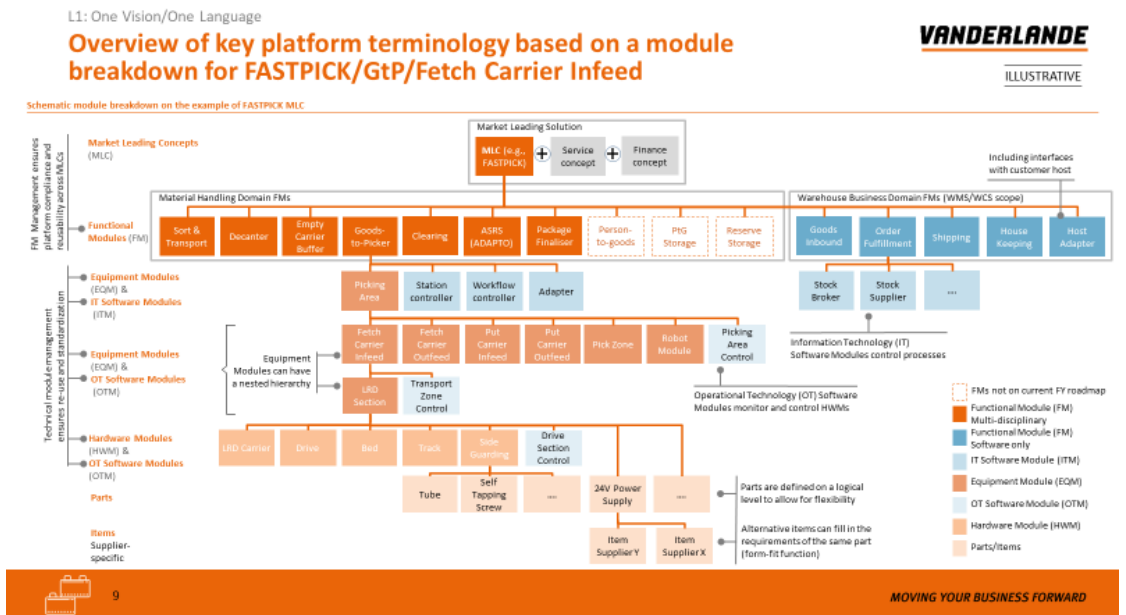 L1: One Vision/One Language
Overview of key platform terminology based on a module
breakdown for FASTPICK/GtP/Fetch Carrier Infeed
VANDERLANDE
ILLUSTRATIVE
Schematic module breakdown on the example of FASTPICK MLC
FM Management ensures
platform compliance and
reusability across MLCs
Market Leading Concepts
(MLC)
Market Leading Solution
MLC (e.g.,
FASTPICK)
+
Service
concept
+
Finance
concept
Including interfaces
with customer host
Functional
Modules (FM)
Material Handling Domain FMs
Sort &
Transport
Decanter
Empty
Carrier
Buffer
Goods-
to-Picker
Clearing
ASRS
(ADAPTO)
Package
Finaliser
Person-
to-goods
PtG
Storage
Reserve
Storage
Warehouse Business Domain FMs (WMS/WCS scope)
Goods
Inbound
Order
Fulfillment
Shipping
House
Keeping
Host
Adapter
Technical module management
ensures re-use and standardization
Equipment Modules
(EQM) &
IT Software Modules
(ITM)
Picking
Area
Station
controller
Workflow
controller
Adapter
Stock
Broker
Stock
Supplier
...
Information Technology (IT)
Software Modules control processes
Equipment Modules
(EQM) &
OT Software Modules
(OTM)
Equipment
Modules can have
a nested hierarchy
Fetch
Carrier
Infeed
Fetch
Carrier
Outfeed
Put
Carrier
Infeed
Put
Carrier
Outfeed
Pick Zone
Robot
Module
Picking
Area
Control
LRD
Section
Transport
Zone
Control
Operational Technology (OT) Software
Modules monitor and control HWMs
Hardware Modules
(HWM) &
OT Software Modules
(OTM)
LRD Carrier
Drive
Bed
Track
Side
Guarding
Drive
Section
Control
Parts
Tube
Self
Tapping
Screw
....
24V Power
Supply
....
Parts are defined on a logical
level to allow for flexibility
Items
Supplier-
specific
Item
Supplier Y
Item
Supplier X
Alternative items can fill in the
requirements of the same part
(form-fit function)
FMs not on current FY roadmap
Functional Module (FM)
Multi-disciplinary
Functional Module (FM)
Software only
IT Software Module (ITM)
Equipment Module (EQM)
OT Software Module (OTM)
Hardware Module (HWM)
Parts/Items
9
MOVING YOUR BUSINESS FORWARD